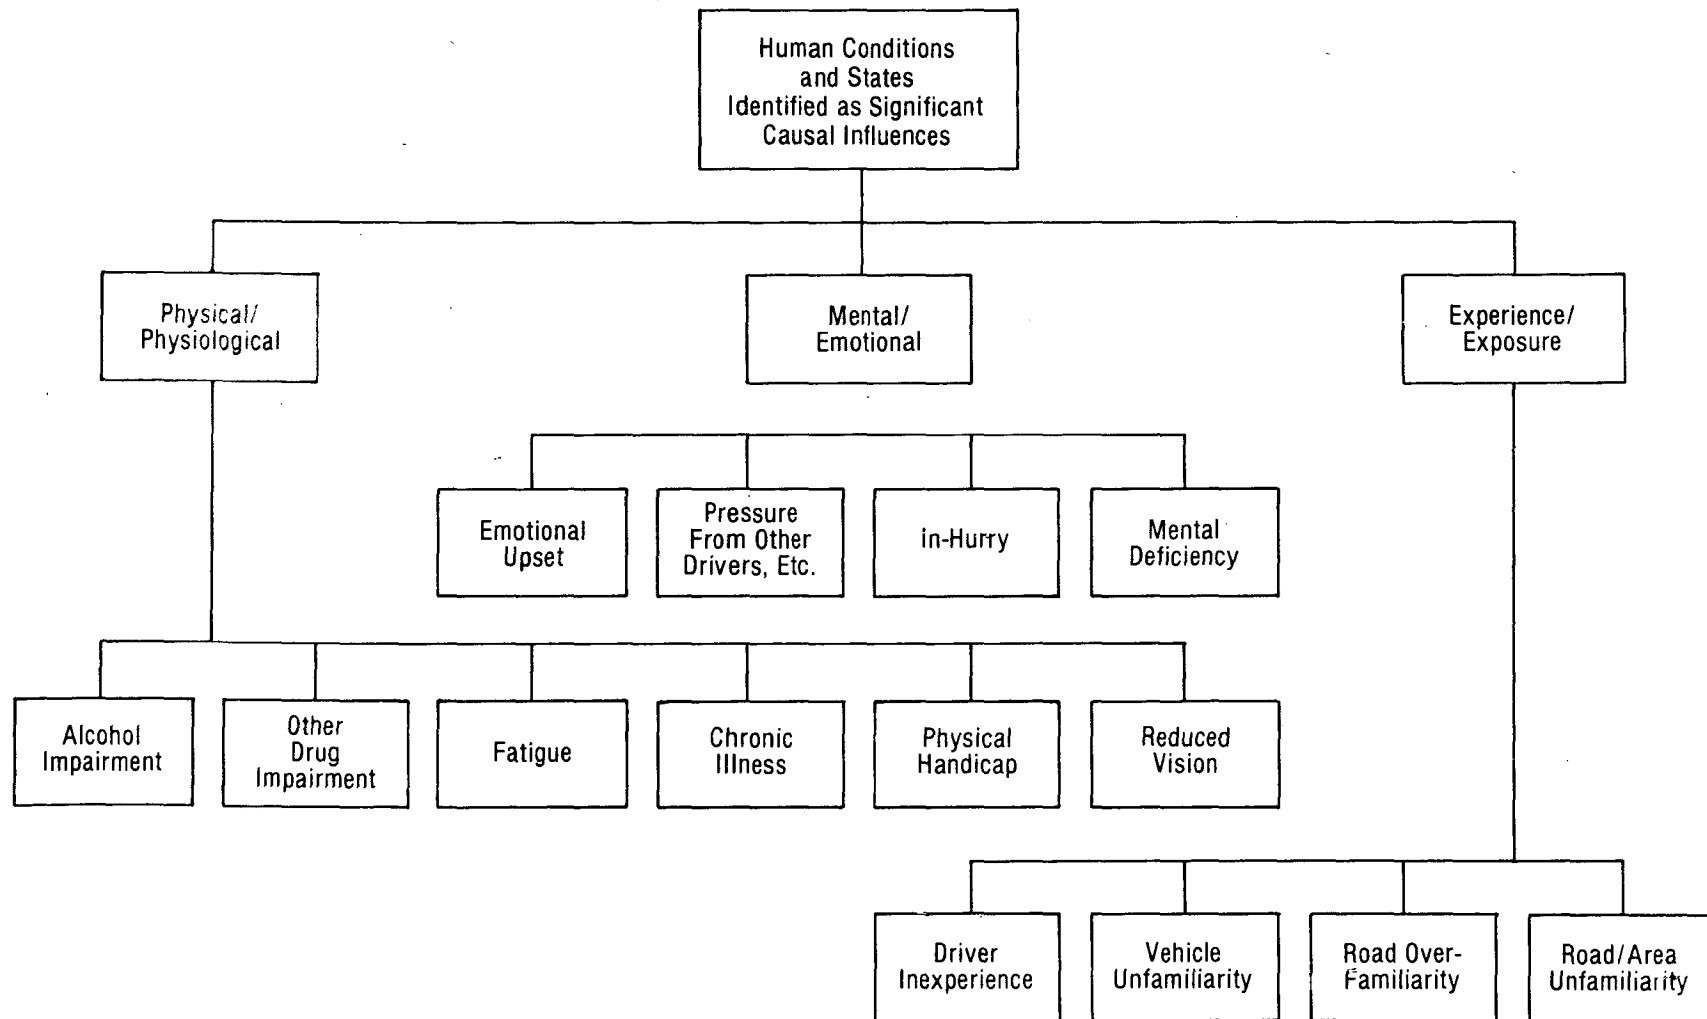 Human Conditions
and States
Identified as Significant
Causal Influences
Physical/
Physiological
Mental/
Emotional
Experience/
Exposure
Emotional
Upset
Pressure
From Other
Drivers, Etc.
in-Hurry
Mental
Deficiency
Alcohol
Impairment
Other
Drug
Impairment
Fatigue
Chronic
Illness
Physical
Handicap
Reduced
Vision
Driver
Inexperience
Vehicle
Unfamiliarity
Road Over-
Familiarity
Road/Area
Unfamiliarity